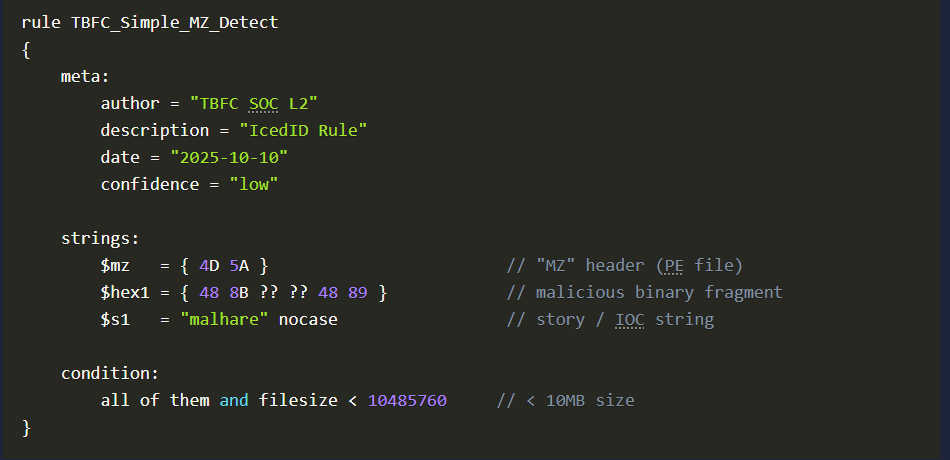 rule TBFC_Simple_MZ_Detect
{
    meta:
        author = "TBFC SOC L2"
        description = "IcedID Rule"
        date = "2025-10-10"
        confidence = "low"

    strings:
        $mz   = { 4D 5A }                        // "MZ" header (PE file)
        $hex1 = { 48 8B ?? ?? 48 89 }            // malicious binary fragment
        $s1   = "malhare" nocase                 // story / IOC string

    condition:
        all of them and filesize < 10485760     // < 10MB size
}